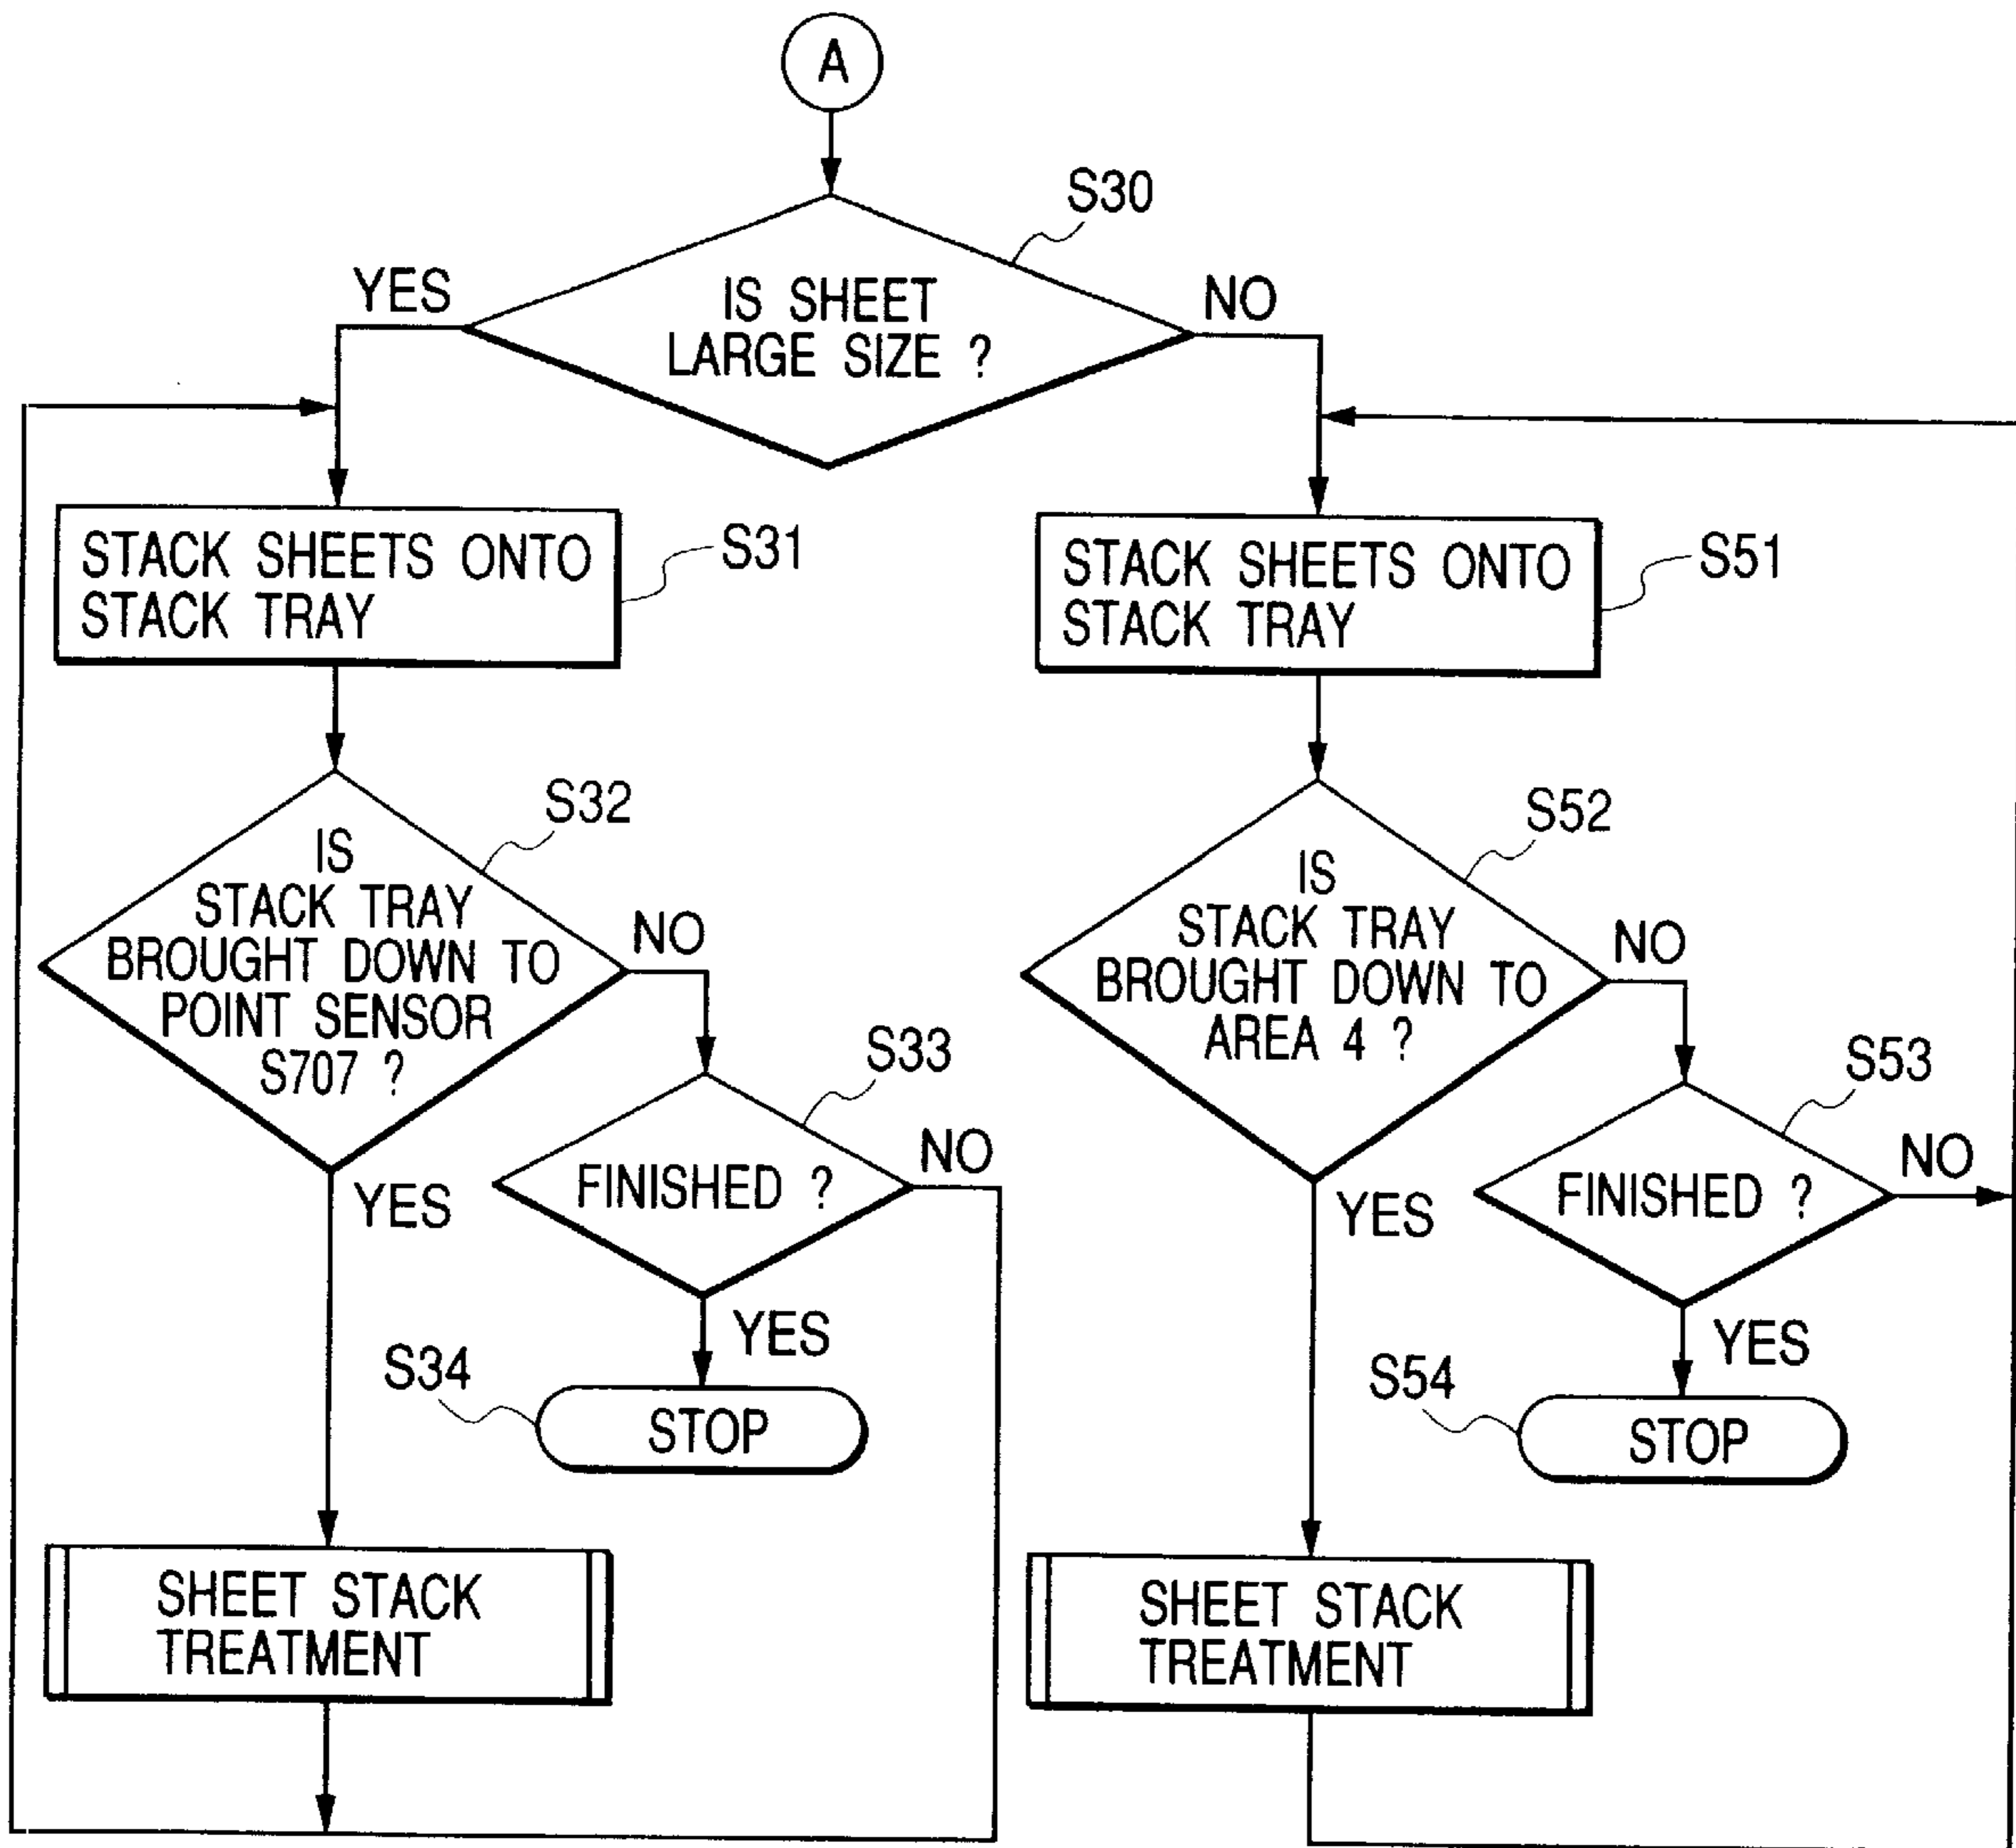 A
S30
YES
IS SHEET
LARGE SIZE ?
NO
STACK SHEETS ONTO
STACK TRAY
S31
STACK SHEETS ONTO
STACK TRAY
S51
S32
IS
STACK TRAY
BROUGHT DOWN TO
POINT SENSOR
S707 ?
NO
YES
S33
FINISHED ?
NO
YES
S34
STOP
SHEET STACK
TREATMENT
S52
IS
STACK TRAY
BROUGHT DOWN TO
AREA 4 ?
NO
YES
S53
FINISHED ?
NO
YES
S54
STOP
SHEET STACK
TREATMENT